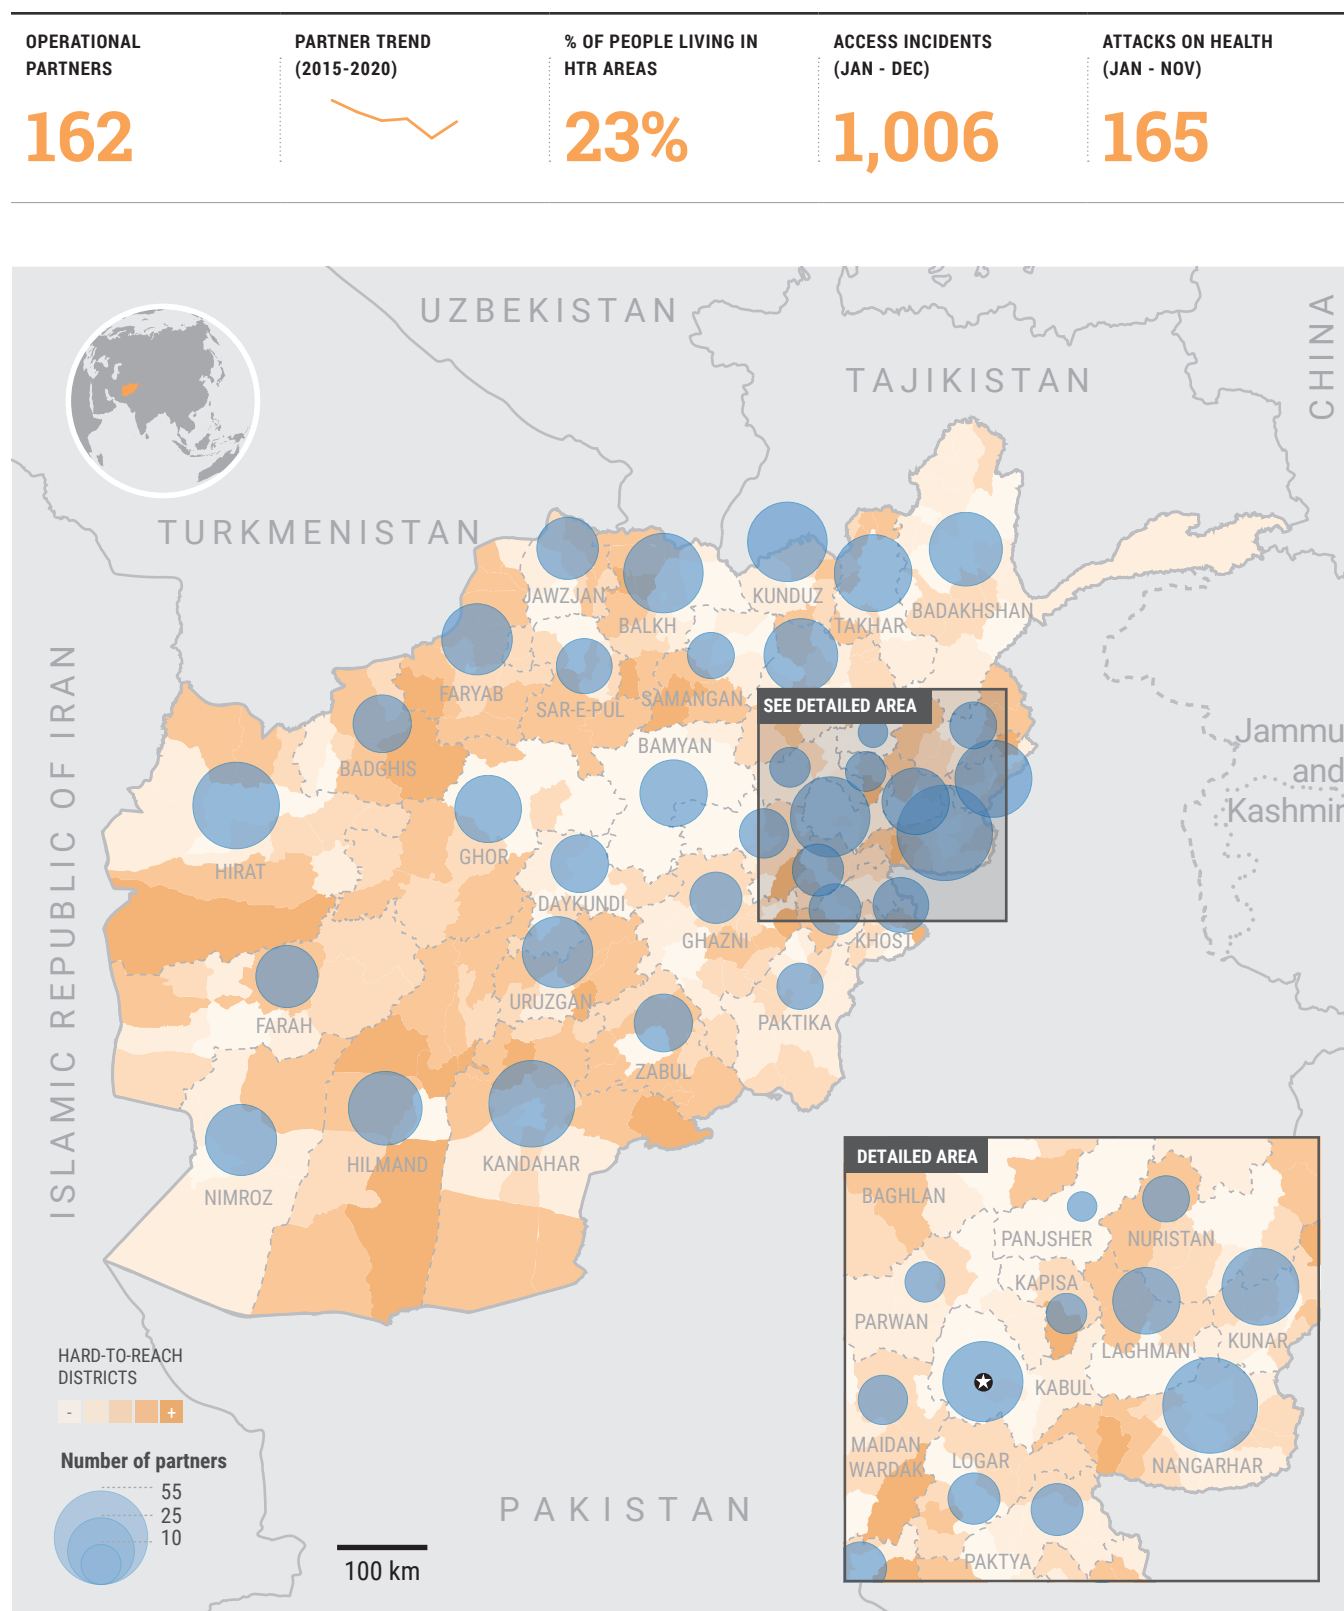 OPERATIONAL
PARTNERS
162
PARTNER TREND
(2015-2020)
% OF PEOPLE LIVING IN
HTR AREAS
23%
ACCESS INCIDENTS
(JAN - DEC)
1,006
ATTACKS ON HEALTH
(JAN - NOV)
165
UZBEKISTAN
TAJIKISTAN
CHINA
TURKMENISTAN
ISLAMIC REPUBLIC OF IRAN
JAWZJAN
BALKH
KUNDUZ
TAKHAR
BADAKHSHAN
FARYAB
SAR-E-PUL
SAMANGAN
SEE DETAILED AREA
BADGHIS
BAMYAN
Jammu
and
Kashmir
HIRAT
GHOR
DAYKUNDI
GHAZNI
KHOST
URUZGAN
FARAH
PAKTIKA
ZABUL
HILMAND
KANDAHAR
NIMROZ
DETAILED AREA
BAGHLAN
PANJSHER
NURISTAN
KAPISA
PARWAN
LAGHMAN
KUNAR
KABUL
MAIDAN
WARDAK
LOGAR
NANGARHAR
PAKTYA
HARD-TO-REACH
DISTRICTS
- +
Number of partners
55
25
10
100 km
PAKISTAN